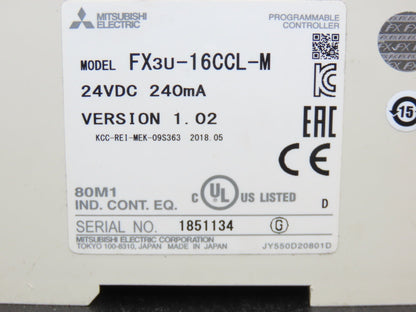 MITSUBISHI ELECTRIC
PROGRAMMABLE CONTROLLER
MODEL FX3U-16CCL-M
24VDC 240mA
VERSION 1.02
KCC-REI-MEK-09S363 2018.05
EAC
CE
15
80M1
IND. CONT. EQ.
C UL US LISTED
D
SERIAL NO. 1851134 G
MITSUBISHI ELECTRIC CORPORATION
TOKYO 100-8310, JAPAN MADE IN JAPAN
JY550D20801D